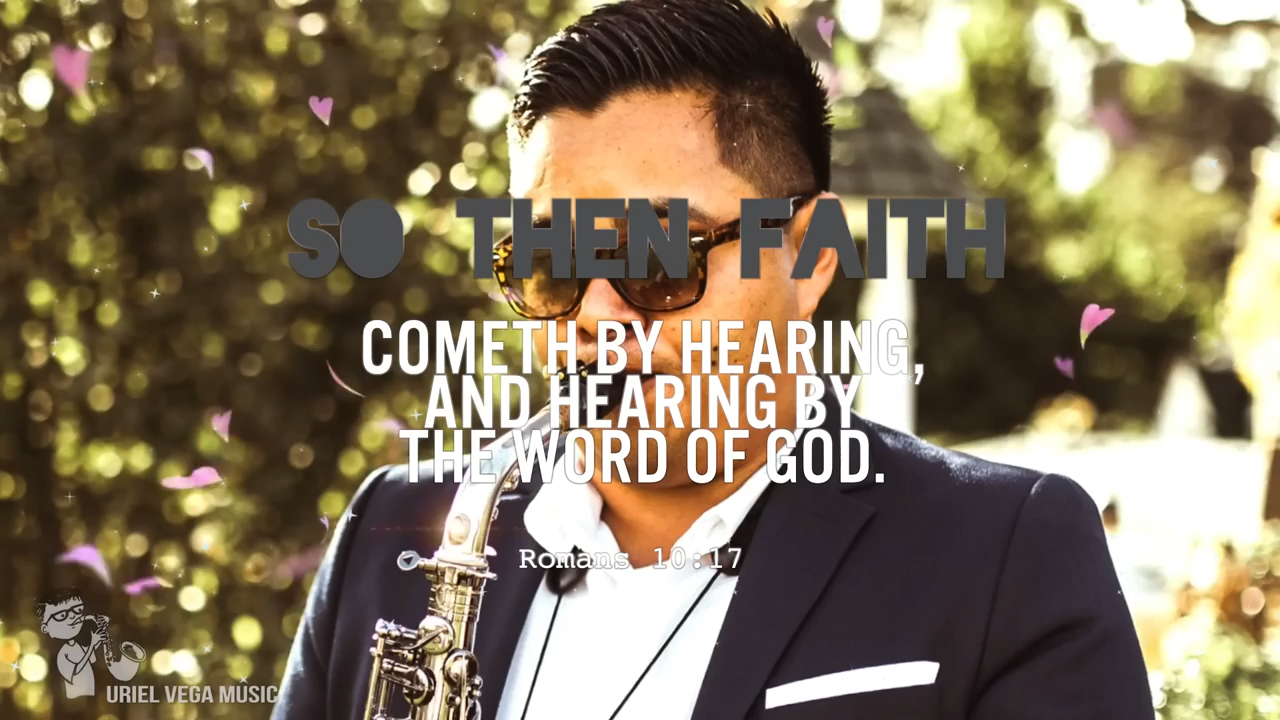 SO THEN FAITH
COMETH BY HEARING,
AND HEARING BY
THE WORD OF GOD.
Romans 10:17
URIEL VEGA MUSIC